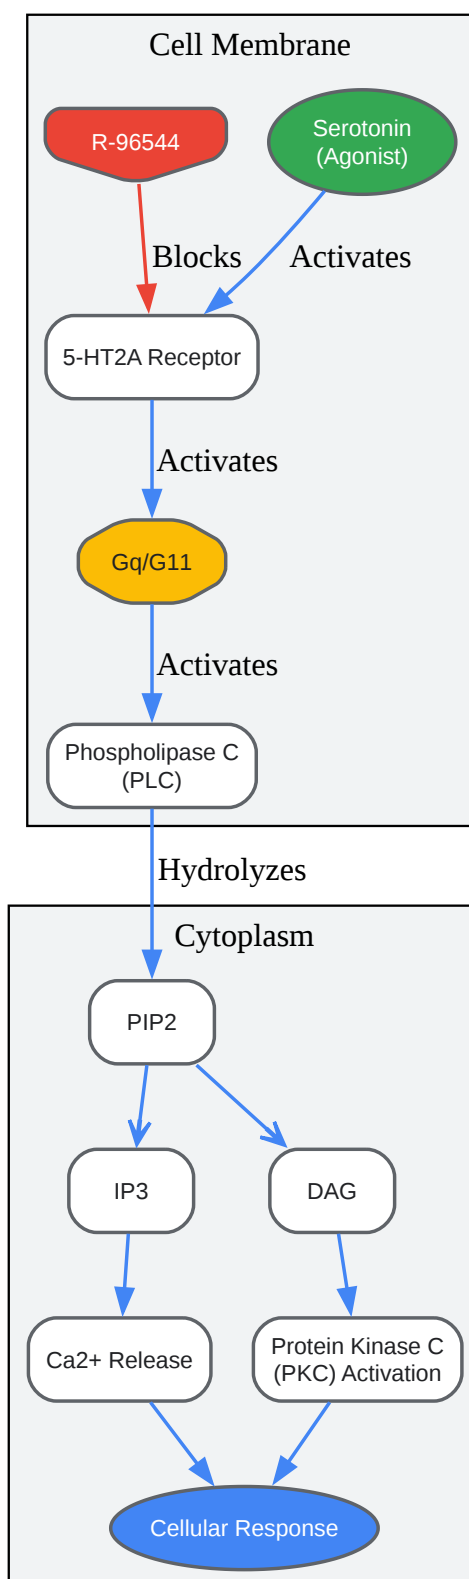 Cell Membrane
R-96544
Serotonin
(Agonist)
Blocks
Activates
5-HT2A Receptor
Activates
Gq/G11
Activates
Phospholipase C
(PLC)
Hydrolyzes
Cytoplasm
PIP2
IP3
DAG
Ca2+ Release
Protein Kinase C
(PKC) Activation
Cellular Response